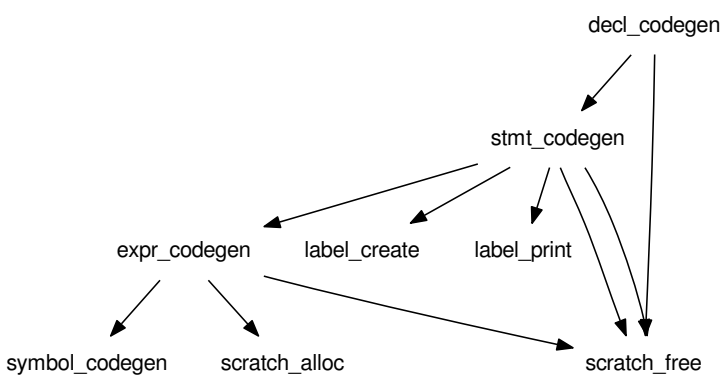 decl_codegen
stmt_codegen
expr_codegen label_create label_print
symbol_codegen scratch_alloc scratch_free